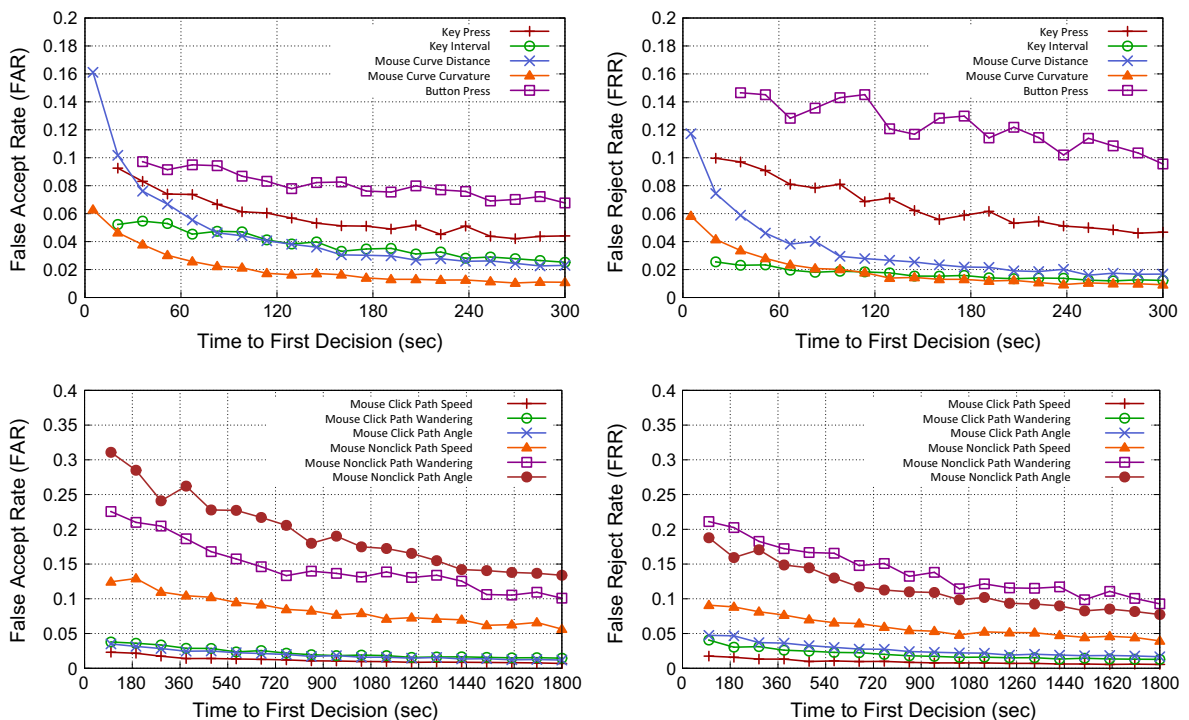 False Accept Rate (FAR)
0.2
0.18
0.16
0.14
0.12
0.1
0.08
0.06
0.04
0.02
0
0 60 120 180 240 300
Time to First Decision (sec)
Key Press
Key Interval
Mouse Curve Distance
Mouse Curve Curvature
Button Press
False Reject Rate (FRR)
0.2
0.18
0.16
0.14
0.12
0.1
0.08
0.06
0.04
0.02
0
0 60 120 180 240 300
Time to First Decision (sec)
Key Press
Key Interval
Mouse Curve Distance
Mouse Curve Curvature
Button Press
False Accept Rate (FAR)
0.4
0.35
0.3
0.25
0.2
0.15
0.1
0.05
0
0 180 360 540 720 900 1080 1260 1440 1620 1800
Time to First Decision (sec)
Mouse Click Path Speed
Mouse Click Path Wandering
Mouse Click Path Angle
Mouse Nonclick Path Speed
Mouse Nonclick Path Wandering
Mouse Nonclick Path Angle
False Reject Rate (FRR)
0.4
0.35
0.3
0.25
0.2
0.15
0.1
0.05
0
0 180 360 540 720 900 1080 1260 1440 1620 1800
Time to First Decision (sec)
Mouse Click Path Speed
Mouse Click Path Wandering
Mouse Click Path Angle
Mouse Nonclick Path Speed
Mouse Nonclick Path Wandering
Mouse Nonclick Path Angle